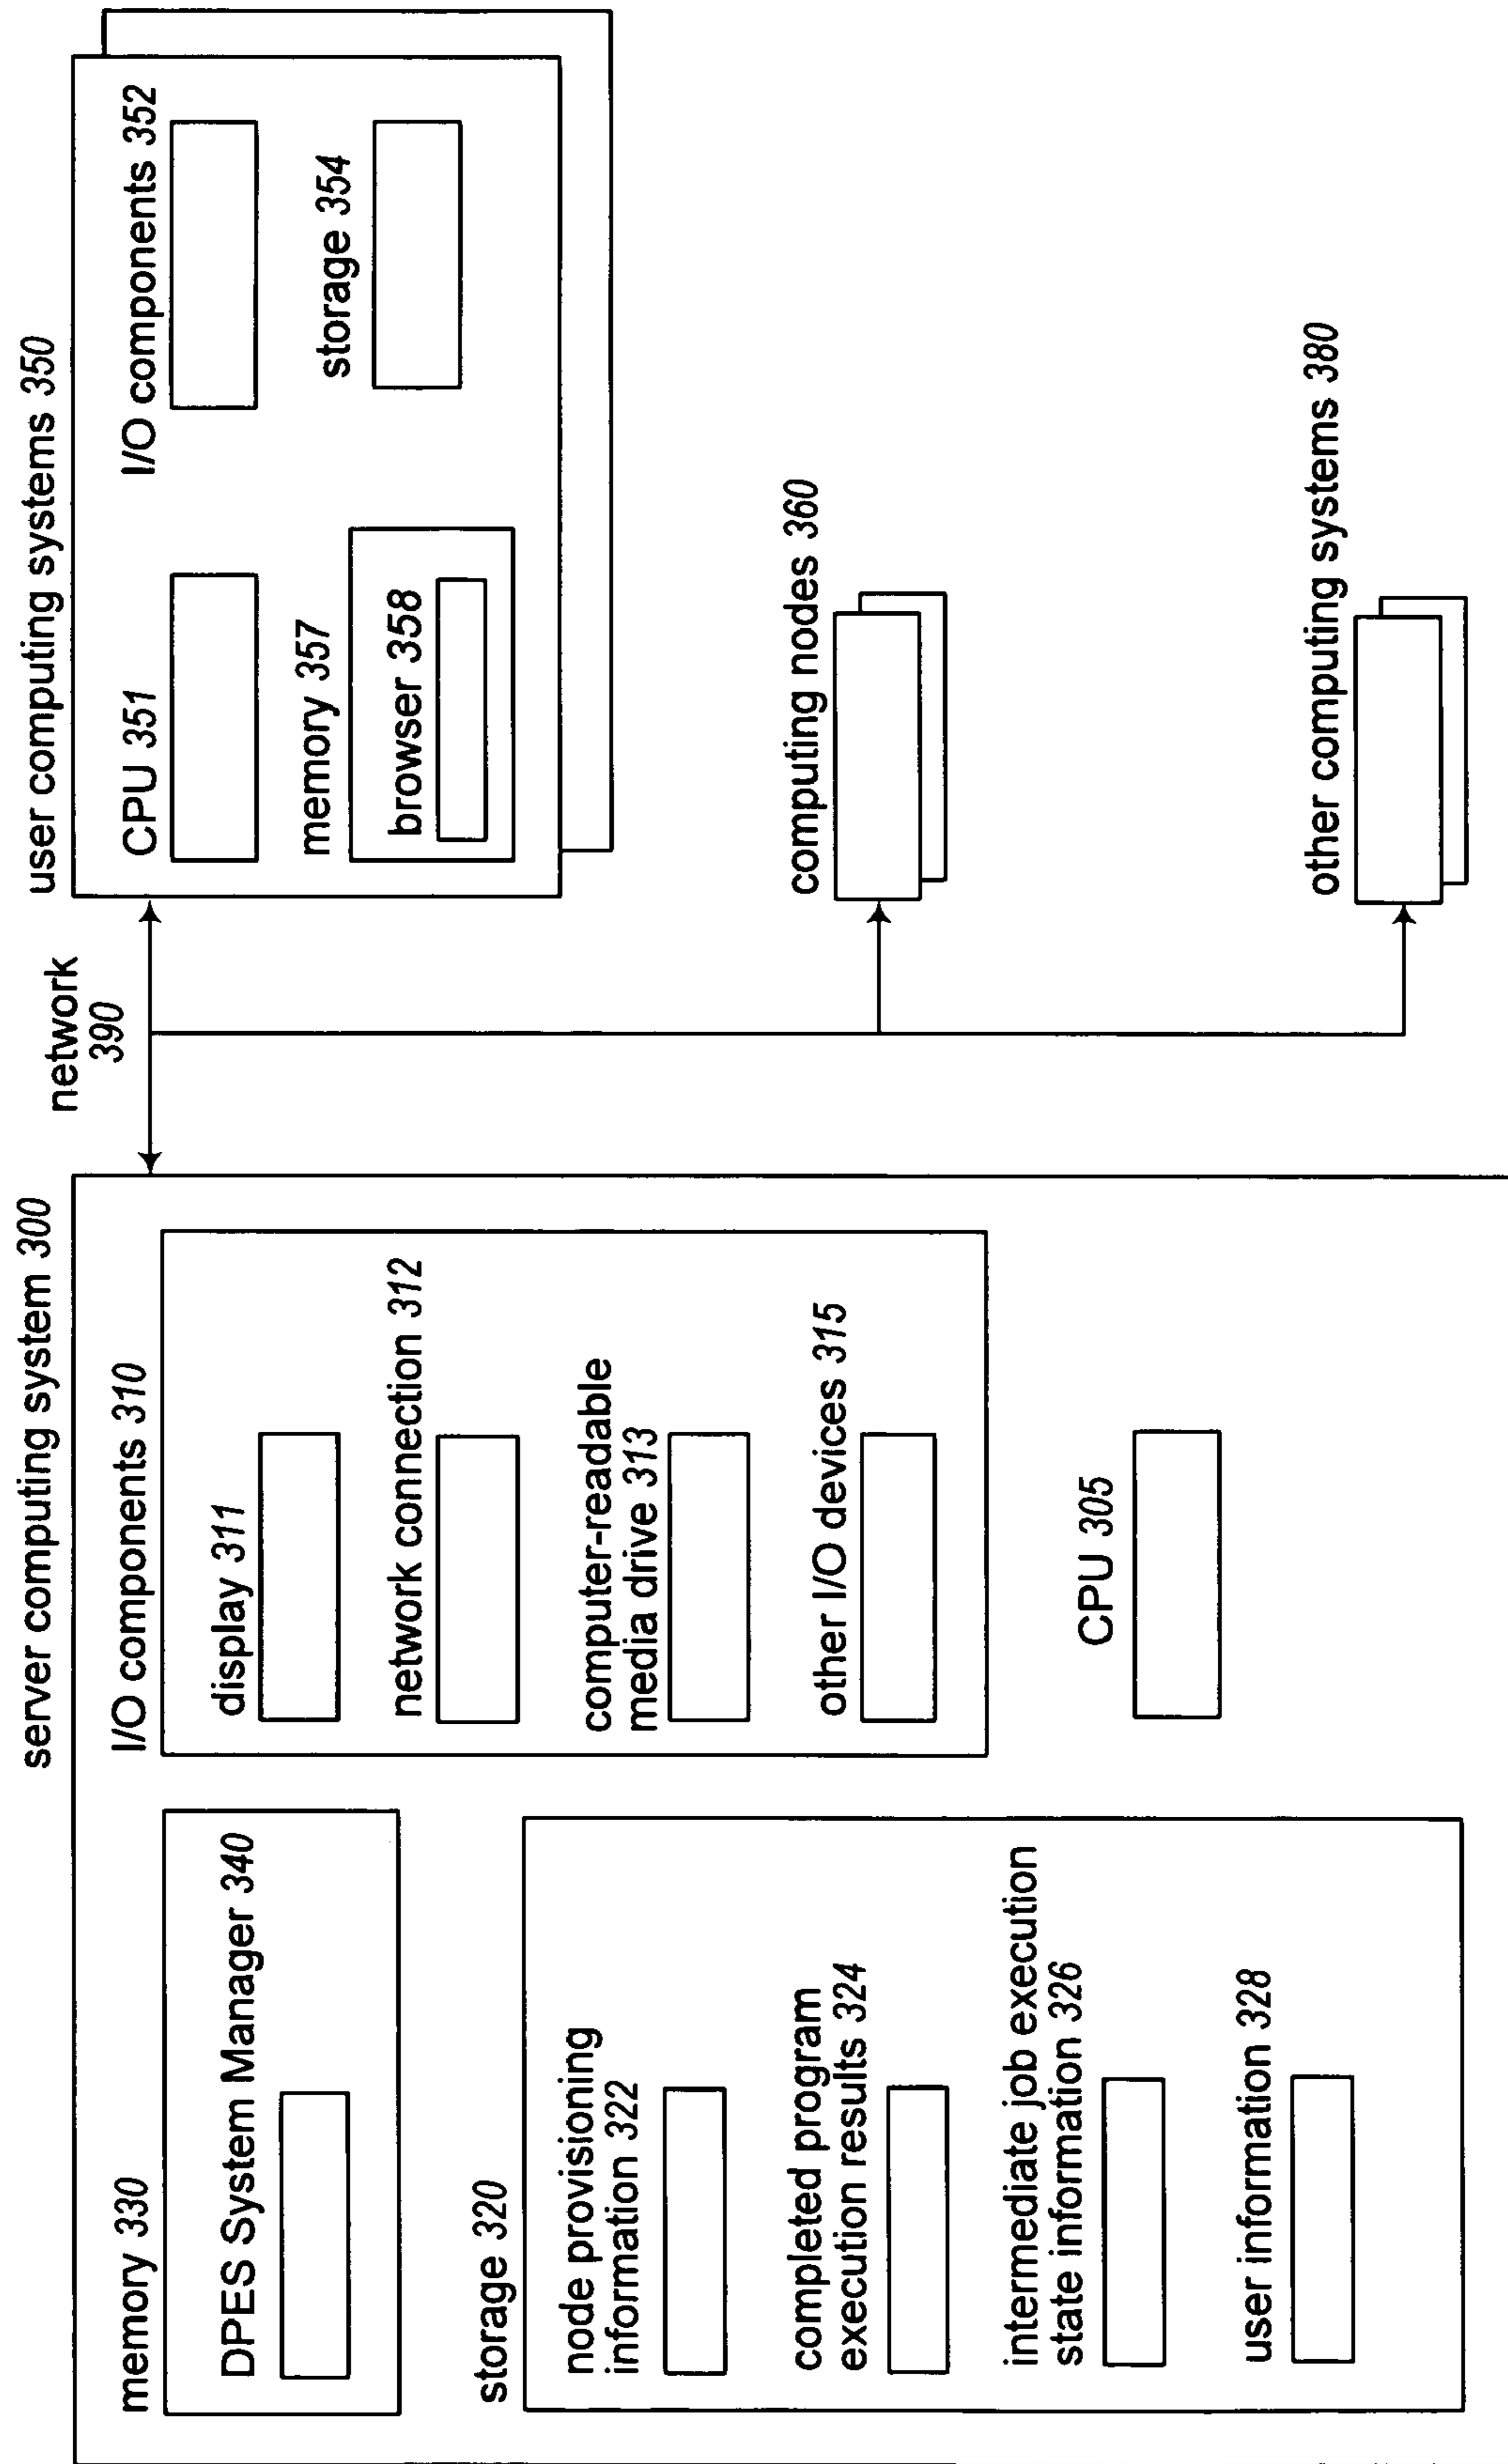 server computing system 300
memory 330
DPES System Manager 340
storage 320
node provisioning
information 322
completed program
execution results 324
intermediate job execution
state information 326
user information 328
I/O components 310
display 311
network connection 312
computer-readable
media drive 313
other I/O devices 315
CPU 305
network
390
user computing systems 350
CPU 351
I/O components 352
memory 357
browser 358
storage 354
computing nodes 360
other computing systems 380